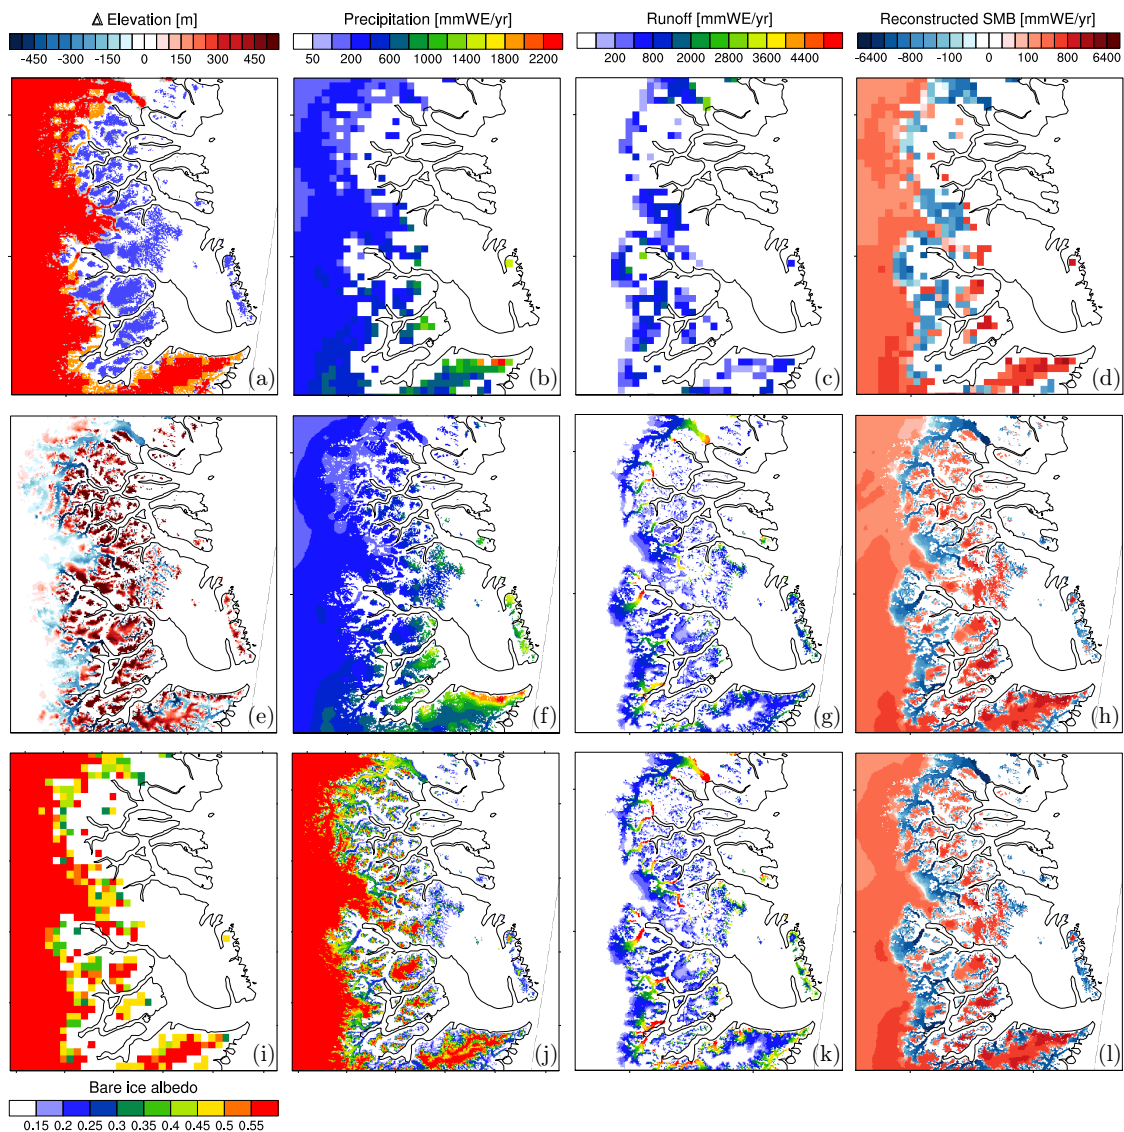 Δ Elevation [m]
Precipitation [mmWE/yr]
Runoff [mmWE/yr]
Reconstructed SMB [mmWE/yr]
-450 -300 -150 0 150 300 450
50 200 600 1000 1400 1800 2200
200 800 2000 2800 3600 4400
-6400 -800 -100 0 100 800 6400
(a) (b) (c) (d)
(e) (f) (g) (h)
(i) (j) (k) (l)
Bare ice albedo
0.15 0.2 0.25 0.3 0.35 0.4 0.45 0.5 0.55